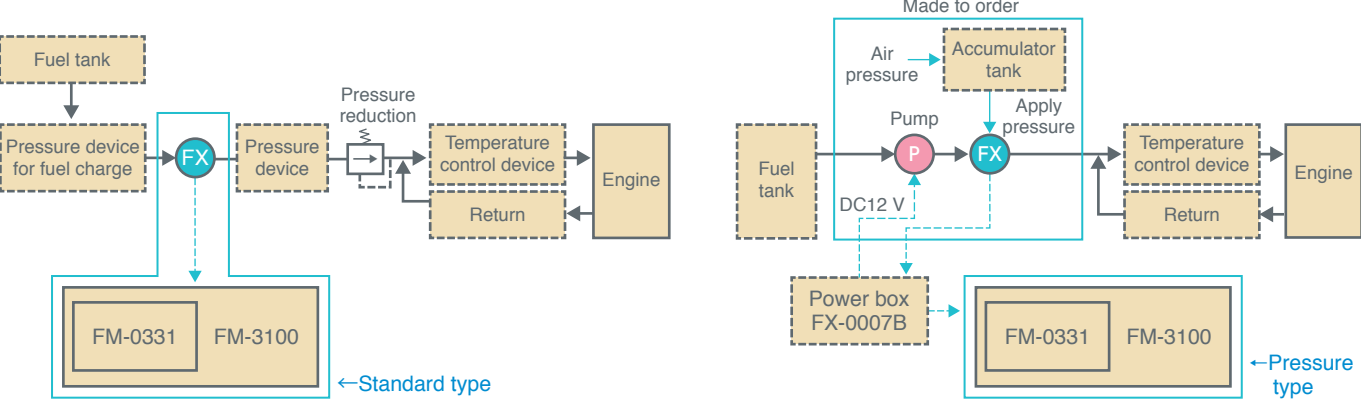 Fuel tank
Pressure device
for fuel charge
FX
Pressure
device
Pressure
reduction
Temperature
control device
Return
Engine
FM-0331
FM-3100
←Standard type
Made to order
Air
pressure
Accumulator
tank
Apply
pressure
Pump
P
FX
Fuel
tank
DC12 V
Temperature
control device
Return
Engine
Power box
FX-0007B
FM-0331
FM-3100
←Pressure
type